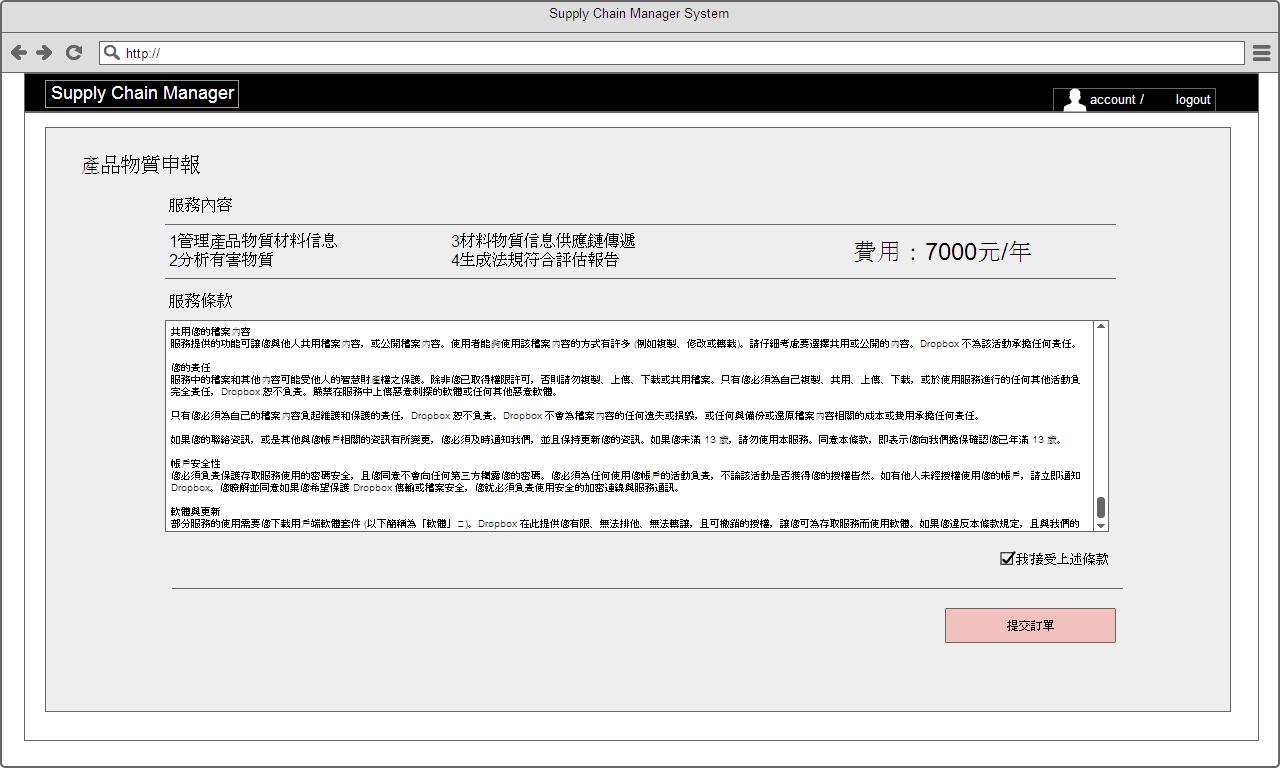 Supply Chain Manager System
http://
Supply Chain Manager
account /
logout
產品物質申報
服務內容
1管理產品物質材料信息
2分析有害物質
3材料物質信息供應鏈傳遞
4生成法規符合評估報告
費用：7000元/年
服務條款
共用您的檔案內容
服務提供的功能可讓您與他人共用檔案內容，或公開檔案內容。使用者能夠使用該檔案內容的方式有許多 (例如複製、修改或轉載)。請仔細考慮要選擇共用或公開的內容。Dropbox 不為該活動承擔任何責任。
您的責任
服務中的檔案和其他內容可能受他人的智慧財產權之保護。除非您已取得權限許可，否則請勿複製、上傳、下載或共用檔案。只有您必須為自己複製、共用、上傳、下載，或於使用服務進行的任何其他活動負
完全責任，Dropbox 恕不負責。嚴禁在服務中上傳惡意刺探的軟體或任何其他惡意軟體。
只有您必須為自己的檔案內容負起維護和保護的責任，Dropbox 恕不負責。Dropbox 不會為檔案內容的任何遺失或損毀，或任何與備份或還原檔案內容相關的成本或費用承擔任何責任。
如果您的聯絡資訊，或是其他與您帳戶相關的資訊有所變更，您必須及時通知我們，並且保持更新您的資訊。如果您未滿 13 歲，請勿使用本服務。同意本條款，即表示您向我們擔保確認您已年滿 13 歲。
帳戶安全性
您必須負責保護存取服務使用的密碼安全，且您同意不會向任何第三方揭露您的密碼。您必須為任何使用您帳戶的活動負責，不論該活動是否獲得您的授權皆然。如有他人未經授權使用您的帳戶，請立即通知
Dropbox。您瞭解並同意如果您希望保護 Dropbox 傳輸或檔案安全，您就必須負責使用安全的加密連線與服務通訊。
軟體與更新
部分服務的使用需要您下載用戶端軟體套件 (以下簡稱為「軟體」□)。Dropbox 在此提供您有限、無法排他、無法轉讓，且可撤銷的授權，讓您可為存取服務而使用軟體。如果您違反本條款規定，且與我們的
我接受上述條款
提交訂單